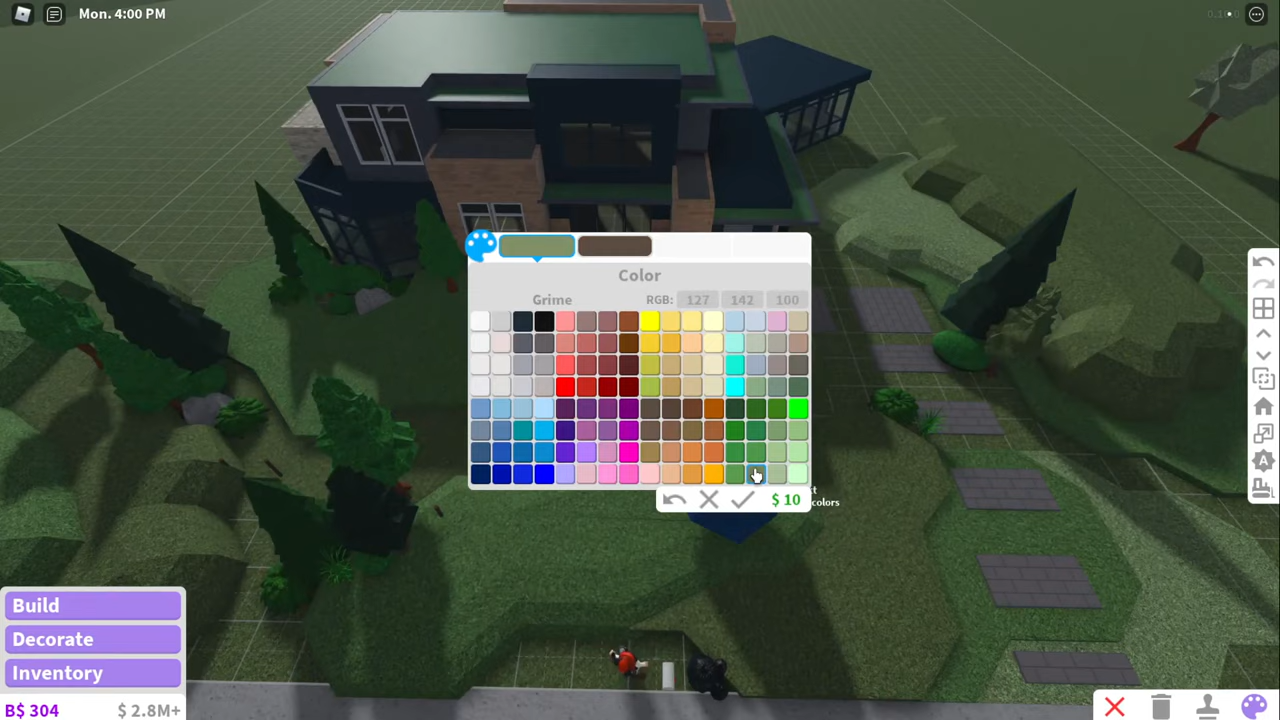 Mon. 4:00 PM
Color
Grime
RGB: 127 142 100
$ 10
colors
Build
Decorate
Inventory
B$ 304
$ 2.8M+